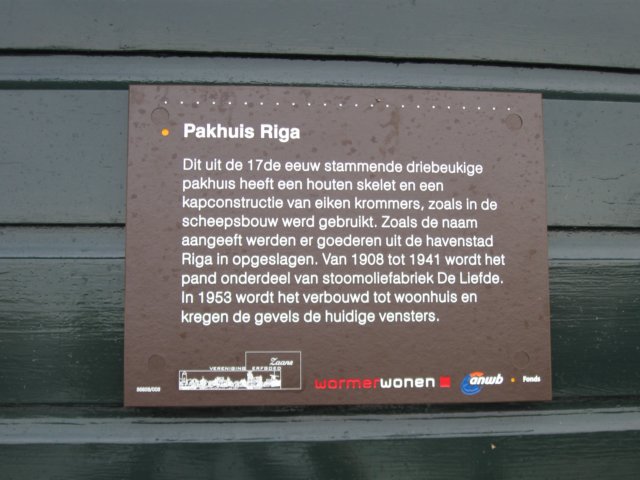 Pakhuis Riga
Dit uit de 17de eeuw stammende driebeukige
pakhuis heeft een houten skelet en een
kapconstructie van eiken krommers, zoals in de
scheepsbouw werd gebruikt. Zoals de naam
aangeeft werden er goederen uit de havenstad
Riga in opgeslagen. Van 1908 tot 1941 wordt het
pand onderdeel van stoomoliefabriek De Liefde.
In 1953 wordt het verbouwd tot woonhuis en
kregen de gevels de huidige vensters.
Zaans
VERENIGING ERFGOED
wormerwonen
anwb Fonds